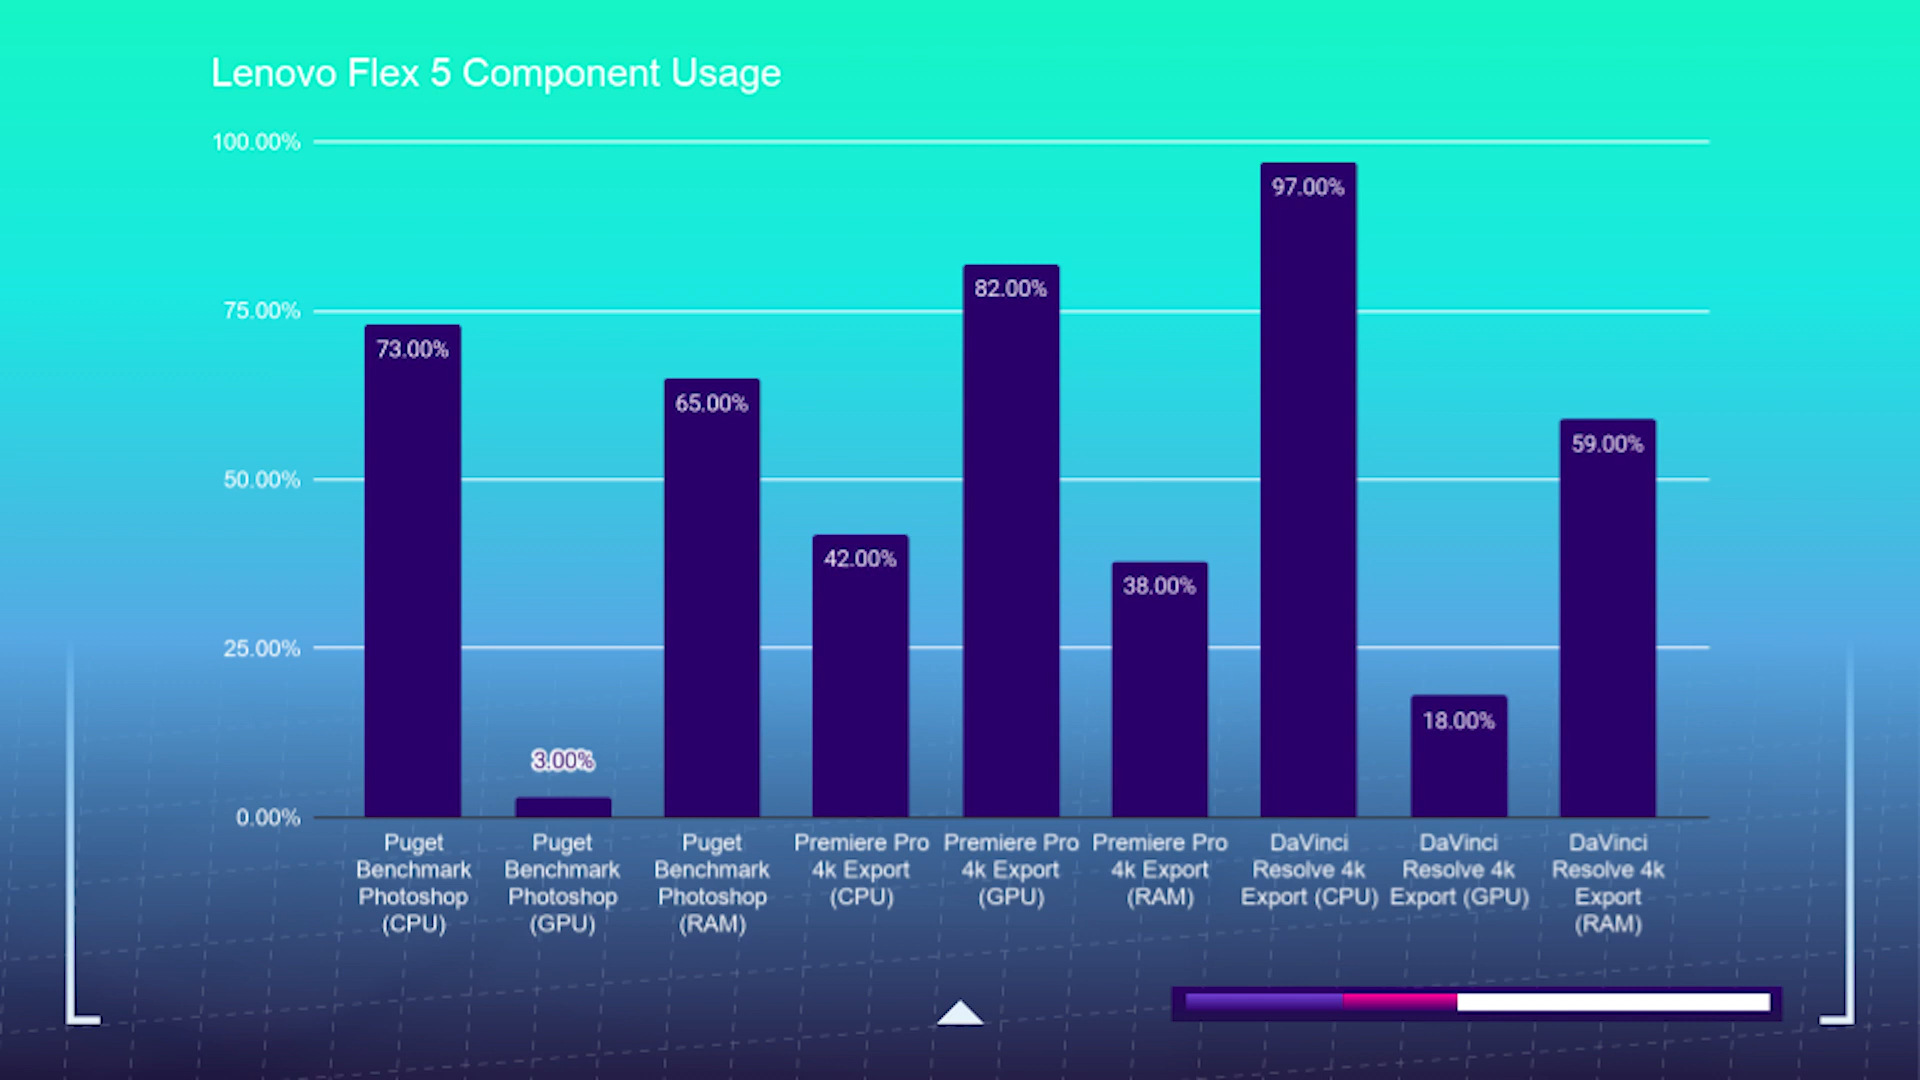 Lenovo Flex 5 Component Usage
100.00%
75.00%
50.00%
25.00%
0.00%
73.00%
3.00%
65.00%
42.00%
82.00%
38.00%
97.00%
18.00%
59.00%
Puget
Benchmark
Photoshop
(CPU)
Puget
Benchmark
Photoshop
(GPU)
Puget
Benchmark
Photoshop
(RAM)
Premiere Pro
4k Export
(CPU)
Premiere Pro
4k Export
(GPU)
Premiere Pro
4k Export
(RAM)
DaVinci
Resolve 4k
Export (CPU)
DaVinci
Resolve 4k
Export (GPU)
DaVinci
Resolve 4k
Export
(RAM)